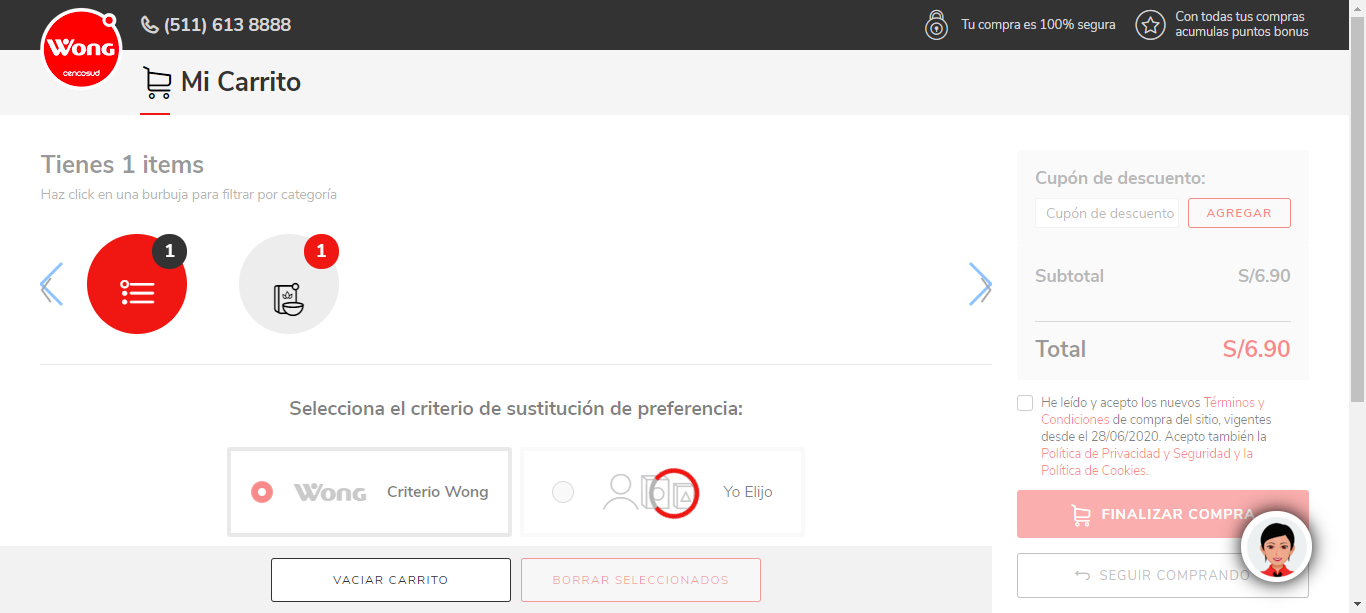 (511) 613 8888
Tu compra es 100% segura
Con todas tus compras
acumulas puntos bonus
Wong
cencosud
Mi Carrito
Tienes 1 items
Haz click en una burbuja para filtrar por categoría
1
1
Selecciona el criterio de sustitución de preferencia:
Wong
Criterio Wong
Yo Elijo
VACIAR CARRITO
BORRAR SELECCIONADOS
Cupón de descuento:
Cupón de descuento
AGREGAR
Subtotal
S/6.90
Total
S/6.90
He leído y acepto los nuevos Términos y
Condiciones de compra del sitio, vigentes
desde el 28/06/2020. Acepto también la
Política de Privacidad y Seguridad y la
Política de Cookies.
FINALIZAR COMPRA
SEGUIR COMPRANDO